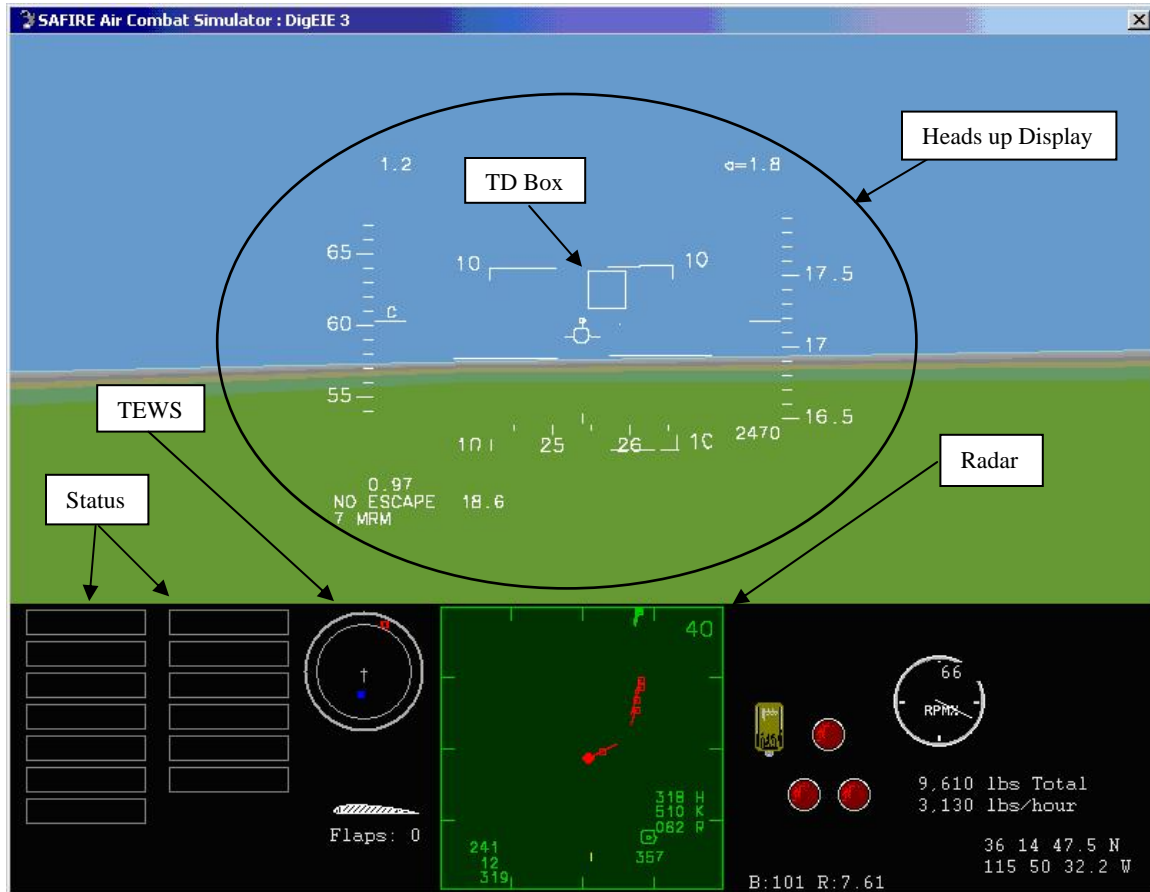 SAFIRE Air Combat Simulator : DigEIE 3
Heads up Display
1.2
a=1.8
TD Box
65
10
10
17.5
C
60
17
55
TEWS
16.5
2470
10
25
26
10
Radar
0.97
NO ESCAPE 18.6
7 MRM
Status
40
66
RPM%
9,610 lbs Total
3,130 lbs/hour
318 H
510 K
062 R
Flaps: 0
241
12
319
357
36 14 47.5 N
115 50 32.2 W
B:101 R:7.61